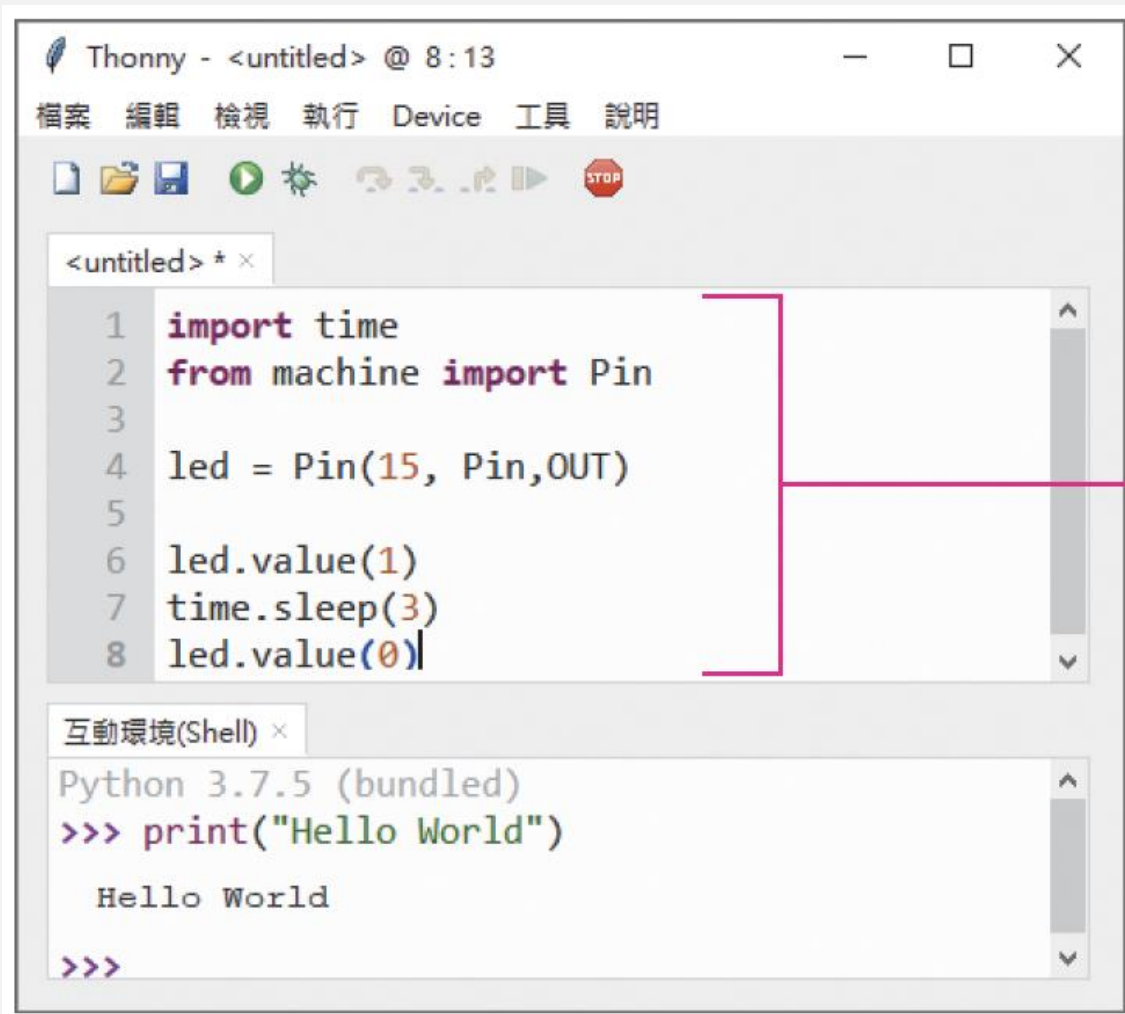 Thonny - <untitled> @ 8:13
檔案 編輯 檢視 執行 Device 工具 說明
STOP
<untitled> * ×
1 import time
2 from machine import Pin
3
4 led = Pin(15, Pin,OUT)
5
6 led.value(1)
7 time.sleep(3)
8 led.value(0)
互動環境(Shell) ×
Python 3.7.5 (bundled)
>>> print("Hello World")
Hello World
>>>